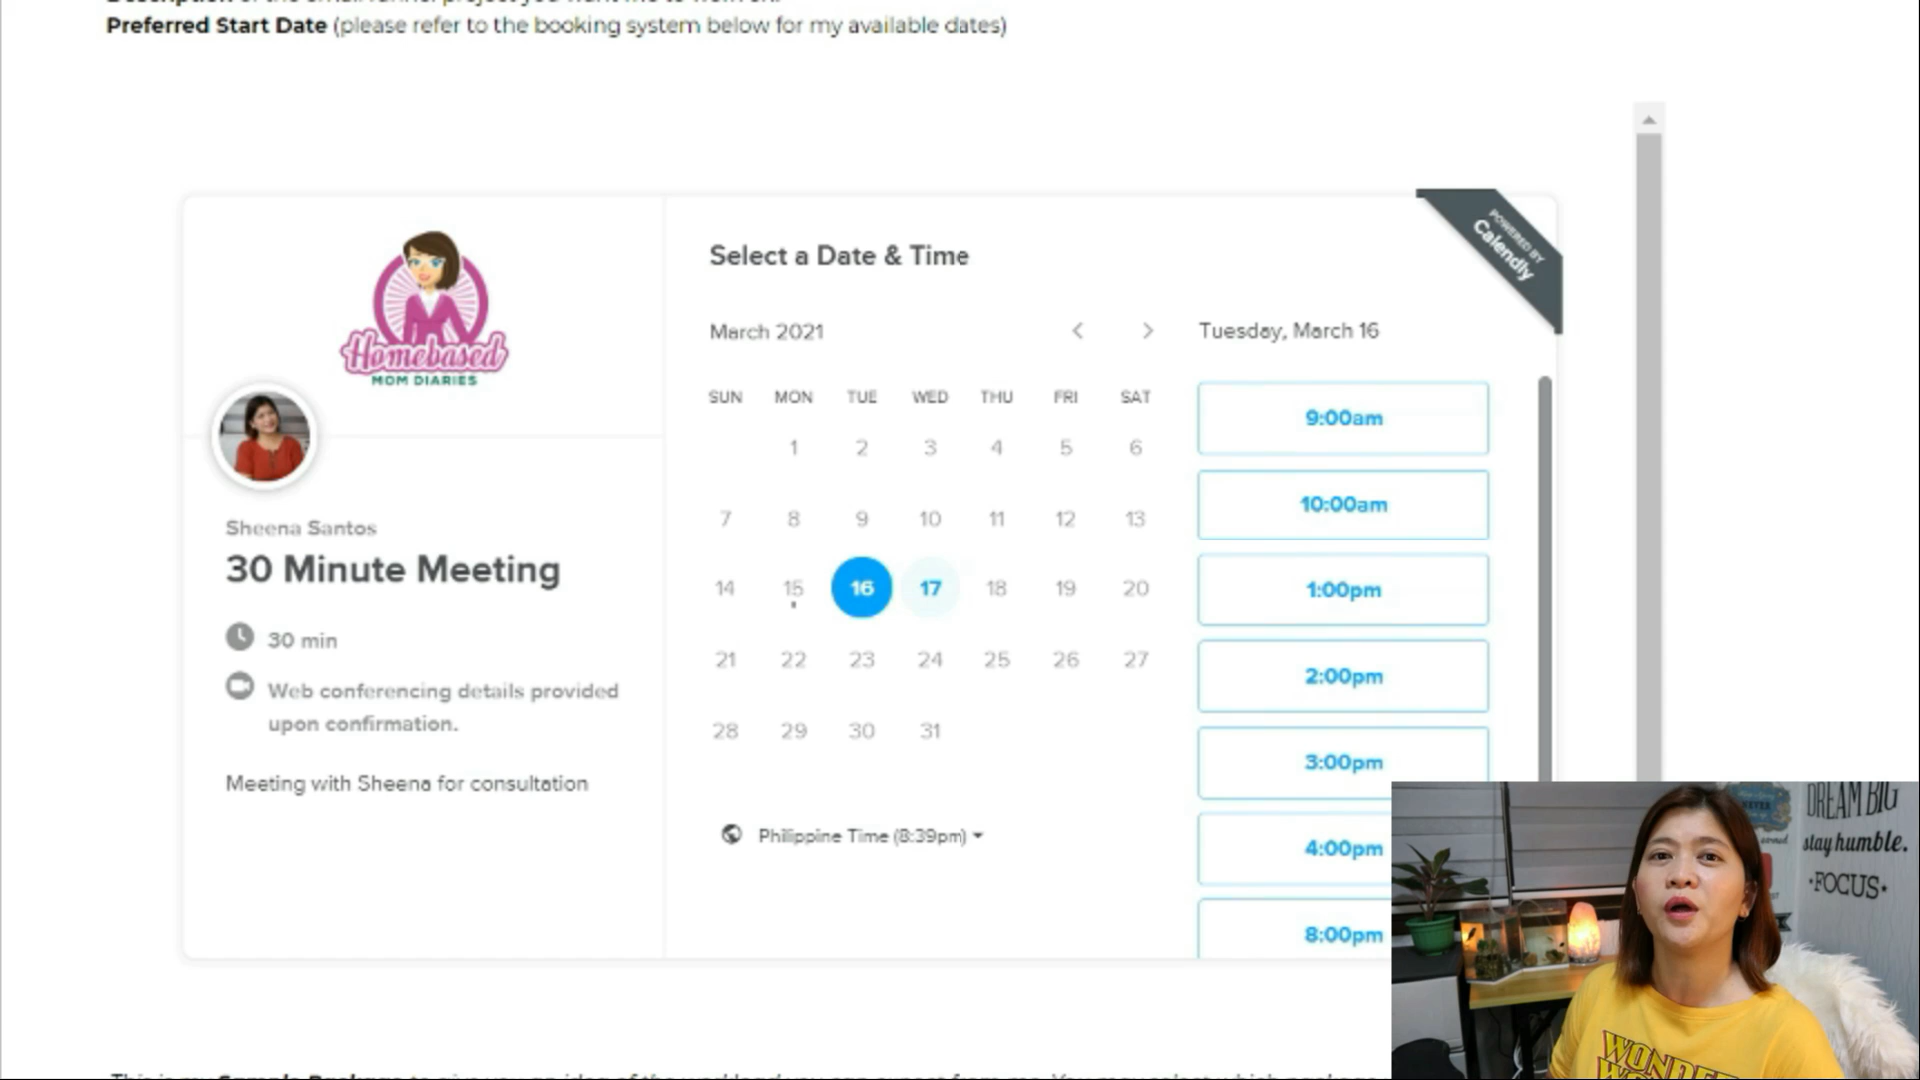 Preferred Start Date (please refer to the booking system below for my available dates)
POWERED BY
Calendly
Homebased
MOM DIARIES
Sheena Santos
30 Minute Meeting
30 min
Web conferencing details provided
upon confirmation.
Meeting with Sheena for consultation
Select a Date & Time
March 2021
Tuesday, March 16
SUN MON TUE WED THU FRI SAT
1 2 3 4 5 6
7 8 9 10 11 12 13
14 15 16 17 18 19 20
21 22 23 24 25 26 27
28 29 30 31
Philippine Time (8:39pm)
9:00am
10:00am
1:00pm
2:00pm
3:00pm
4:00pm
8:00pm
DREAM BIG
stay humble.
•FOCUS•
NEVER
WONDER